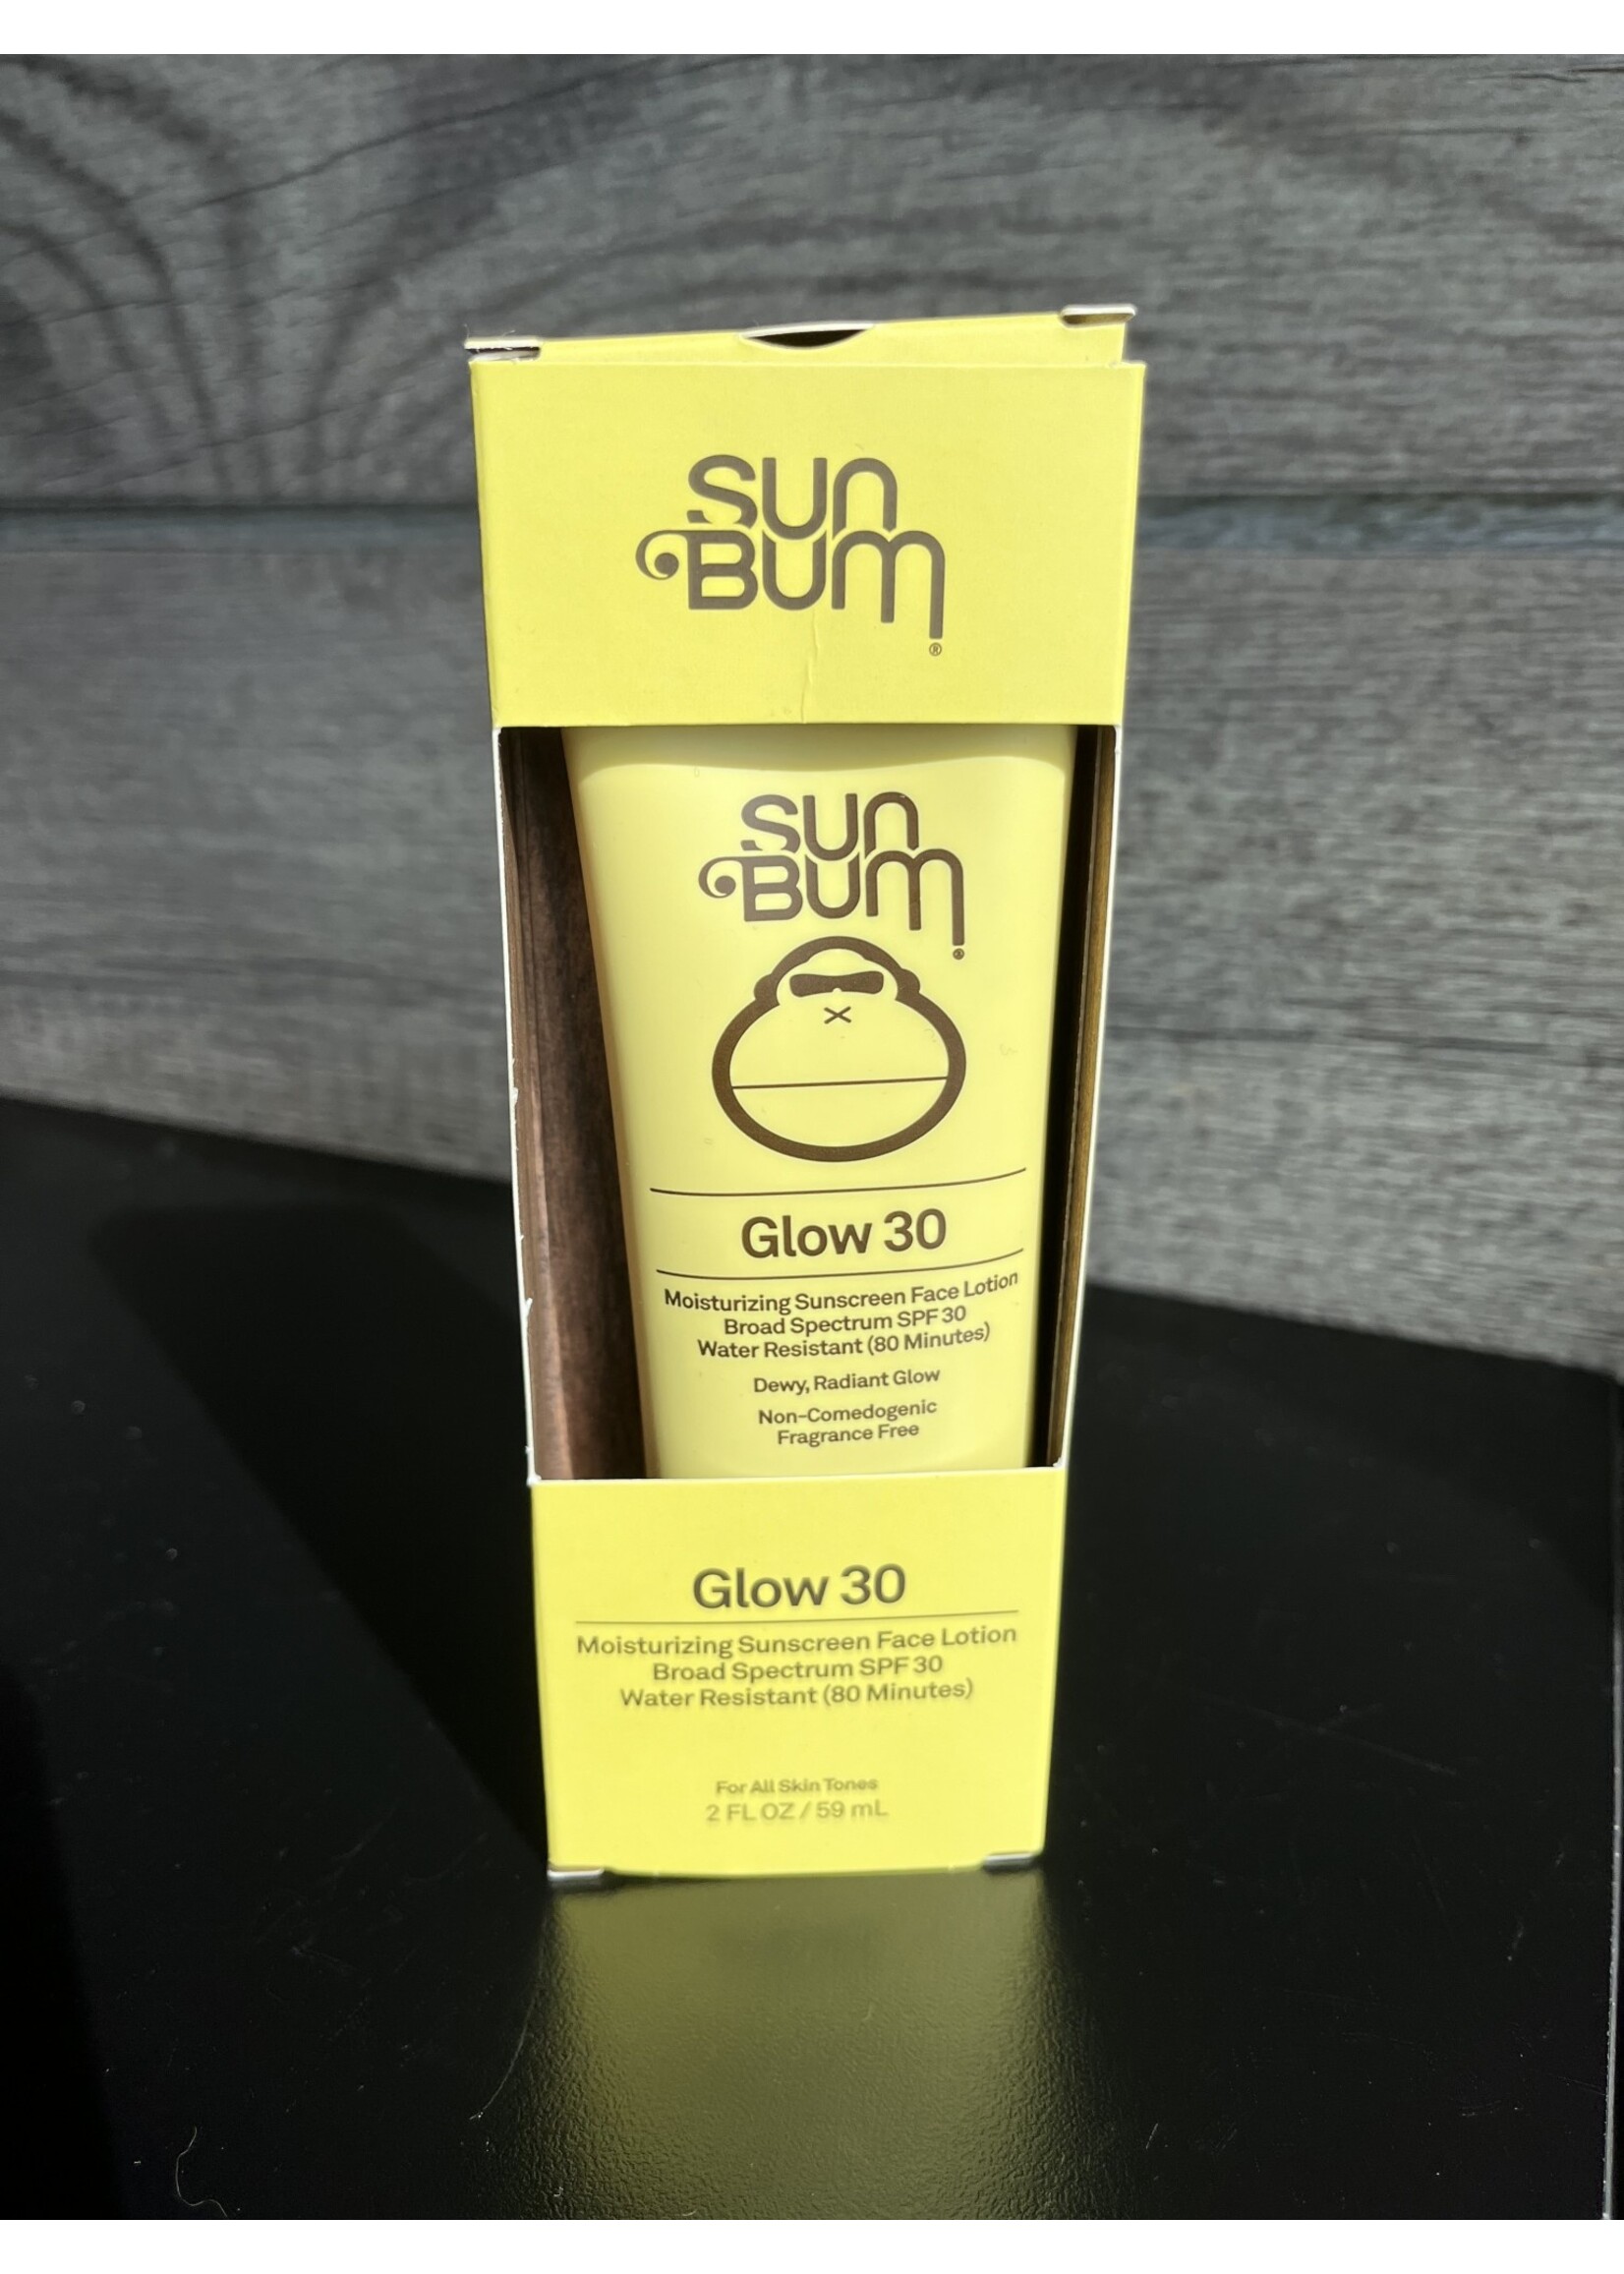 SUN
BUM
®
SUN
BUM
®
Glow 30
Moisturizing Sunscreen Face Lotion
Broad Spectrum SPF 30
Water Resistant (80 Minutes)
Dewy, Radiant Glow
Non-Comedogenic
Fragrance Free
Glow 30
Moisturizing Sunscreen Face Lotion
Broad Spectrum SPF 30
Water Resistant (80 Minutes)
For All Skin Tones
2 FL OZ / 59 mL